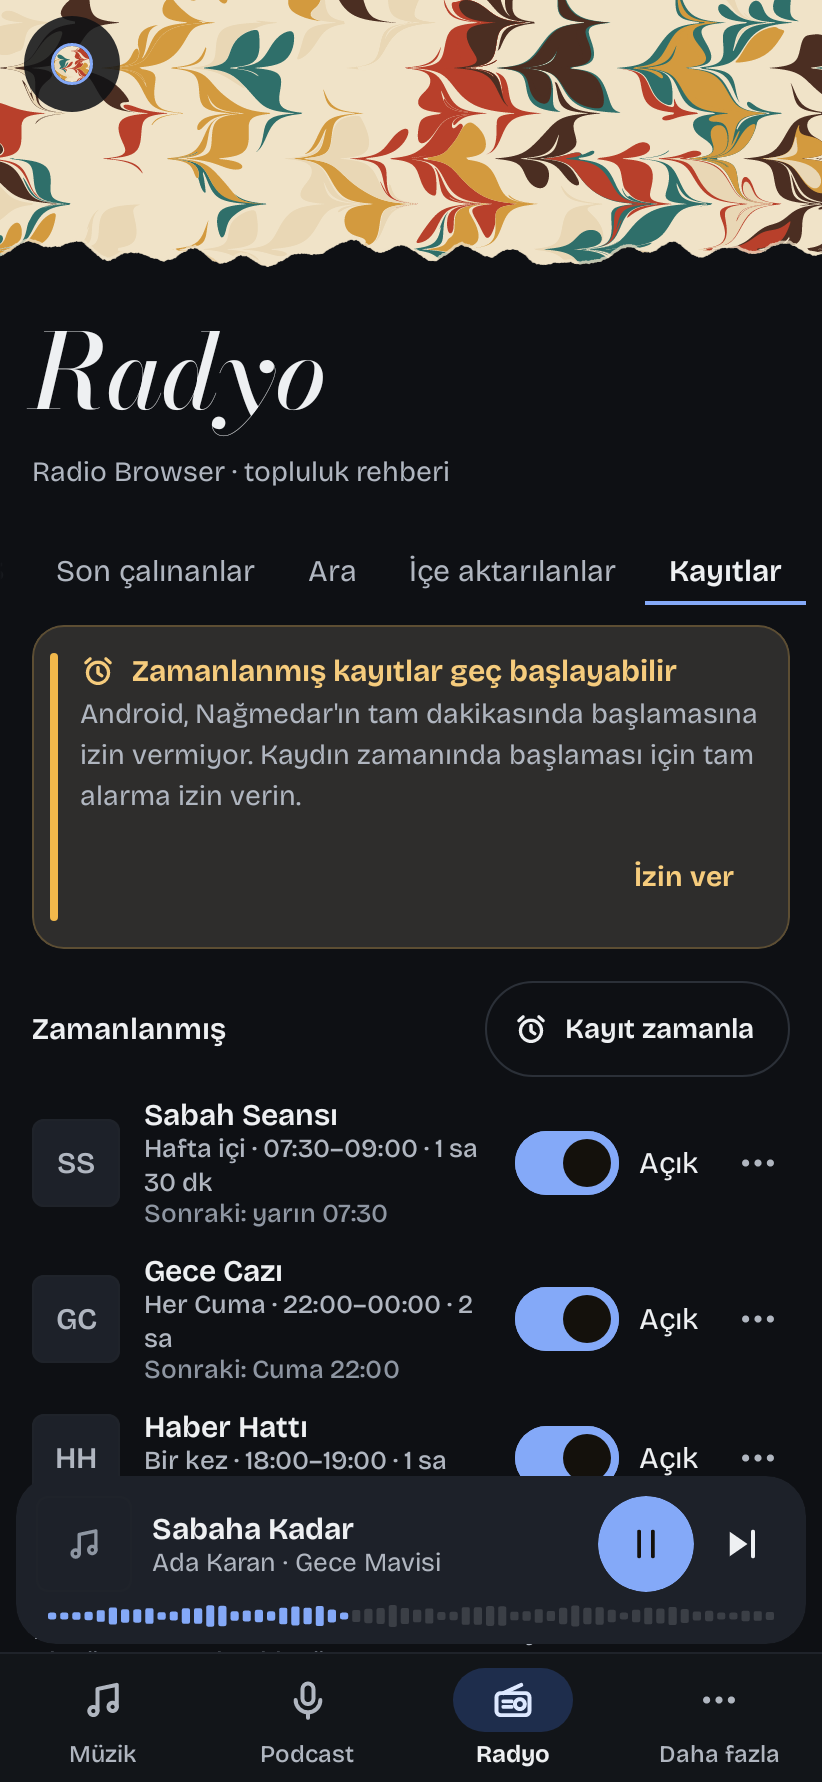 Radyo
Radio Browser · topluluk rehberi
Son çalınanlar
Ara
İçe aktarılanlar
Kayıtlar
Zamanlanmış kayıtlar geç başlayabilir
Android, Nağmedar'ın tam dakikasında başlamasına
izin vermiyor. Kaydın zamanında başlaması için tam
alarma izin verin.
İzin ver
Zamanlanmış
Kayıt zamanla
SS
Sabah Seansı
Hafta içi · 07:30–09:00 · 1 sa
30 dk
Sonraki: yarın 07:30
Açık
GC
Gece Cazı
Her Cuma · 22:00–00:00 · 2
sa
Sonraki: Cuma 22:00
Açık
HH
Haber Hattı
Bir kez · 18:00–19:00 · 1 sa
Açık
Sabaha Kadar
Ada Karan · Gece Mavisi
Müzik
Podcast
Radyo
Daha fazla